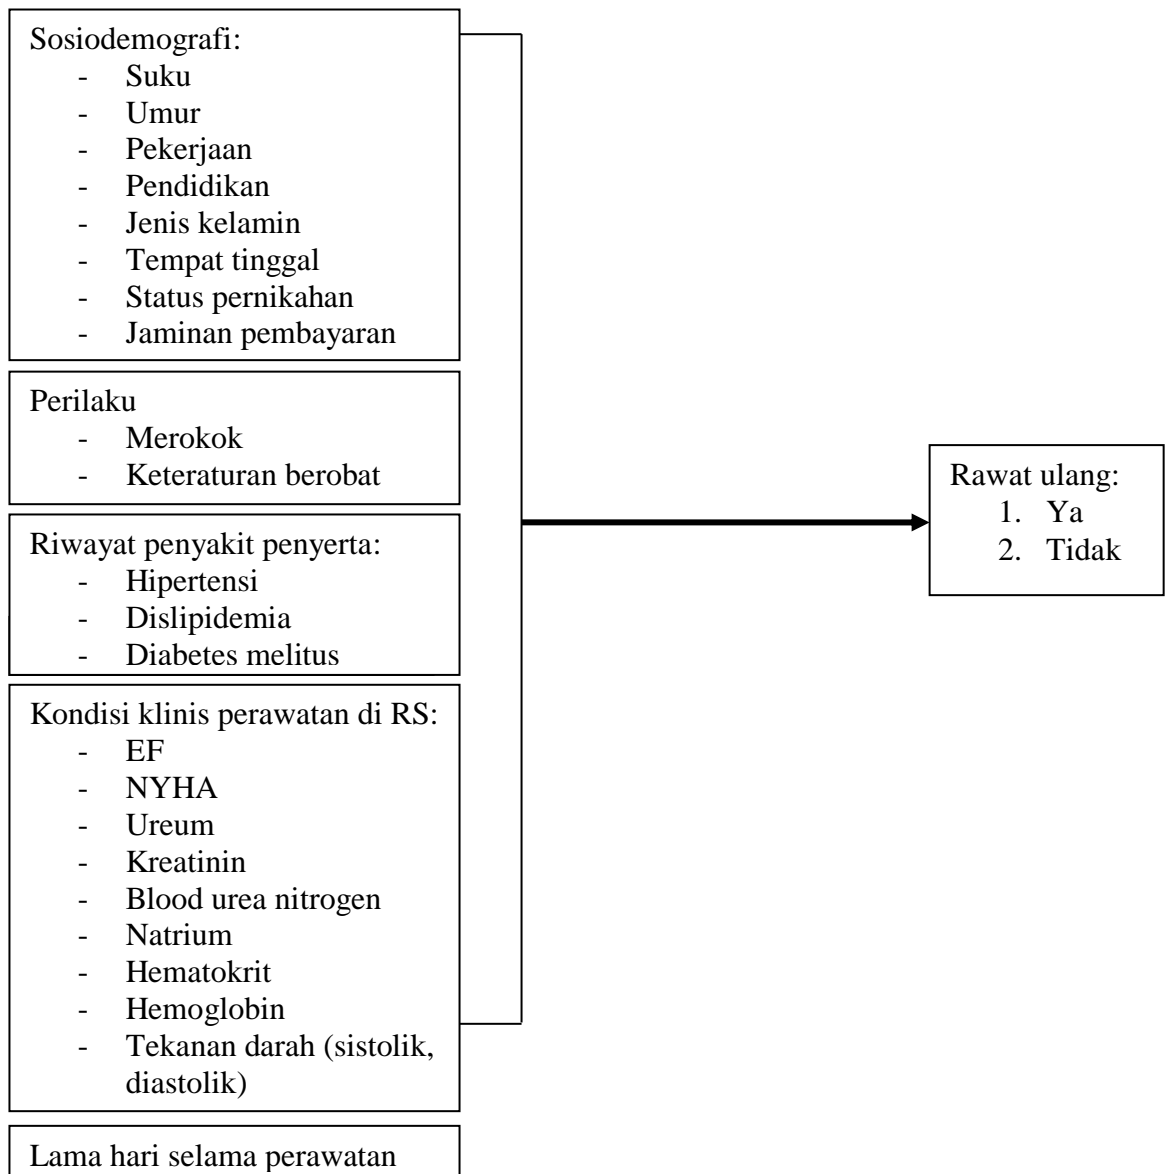 Sosiodemografi:
- Suku
- Umur
- Pekerjaan
- Pendidikan
- Jenis kelamin
- Tempat tinggal
- Status pernikahan
- Jaminan pembayaran
Perilaku
- Merokok
- Keteraturan berobat
Riwayat penyakit penyerta:
- Hipertensi
- Dislipidemia
- Diabetes melitus
Kondisi klinis perawatan di RS:
- EF
- NYHA
- Ureum
- Kreatinin
- Blood urea nitrogen
- Natrium
- Hematokrit
- Hemoglobin
- Tekanan darah (sistolik,
diastolik)
Lama hari selama perawatan
Rawat ulang:
1. Ya
2. Tidak